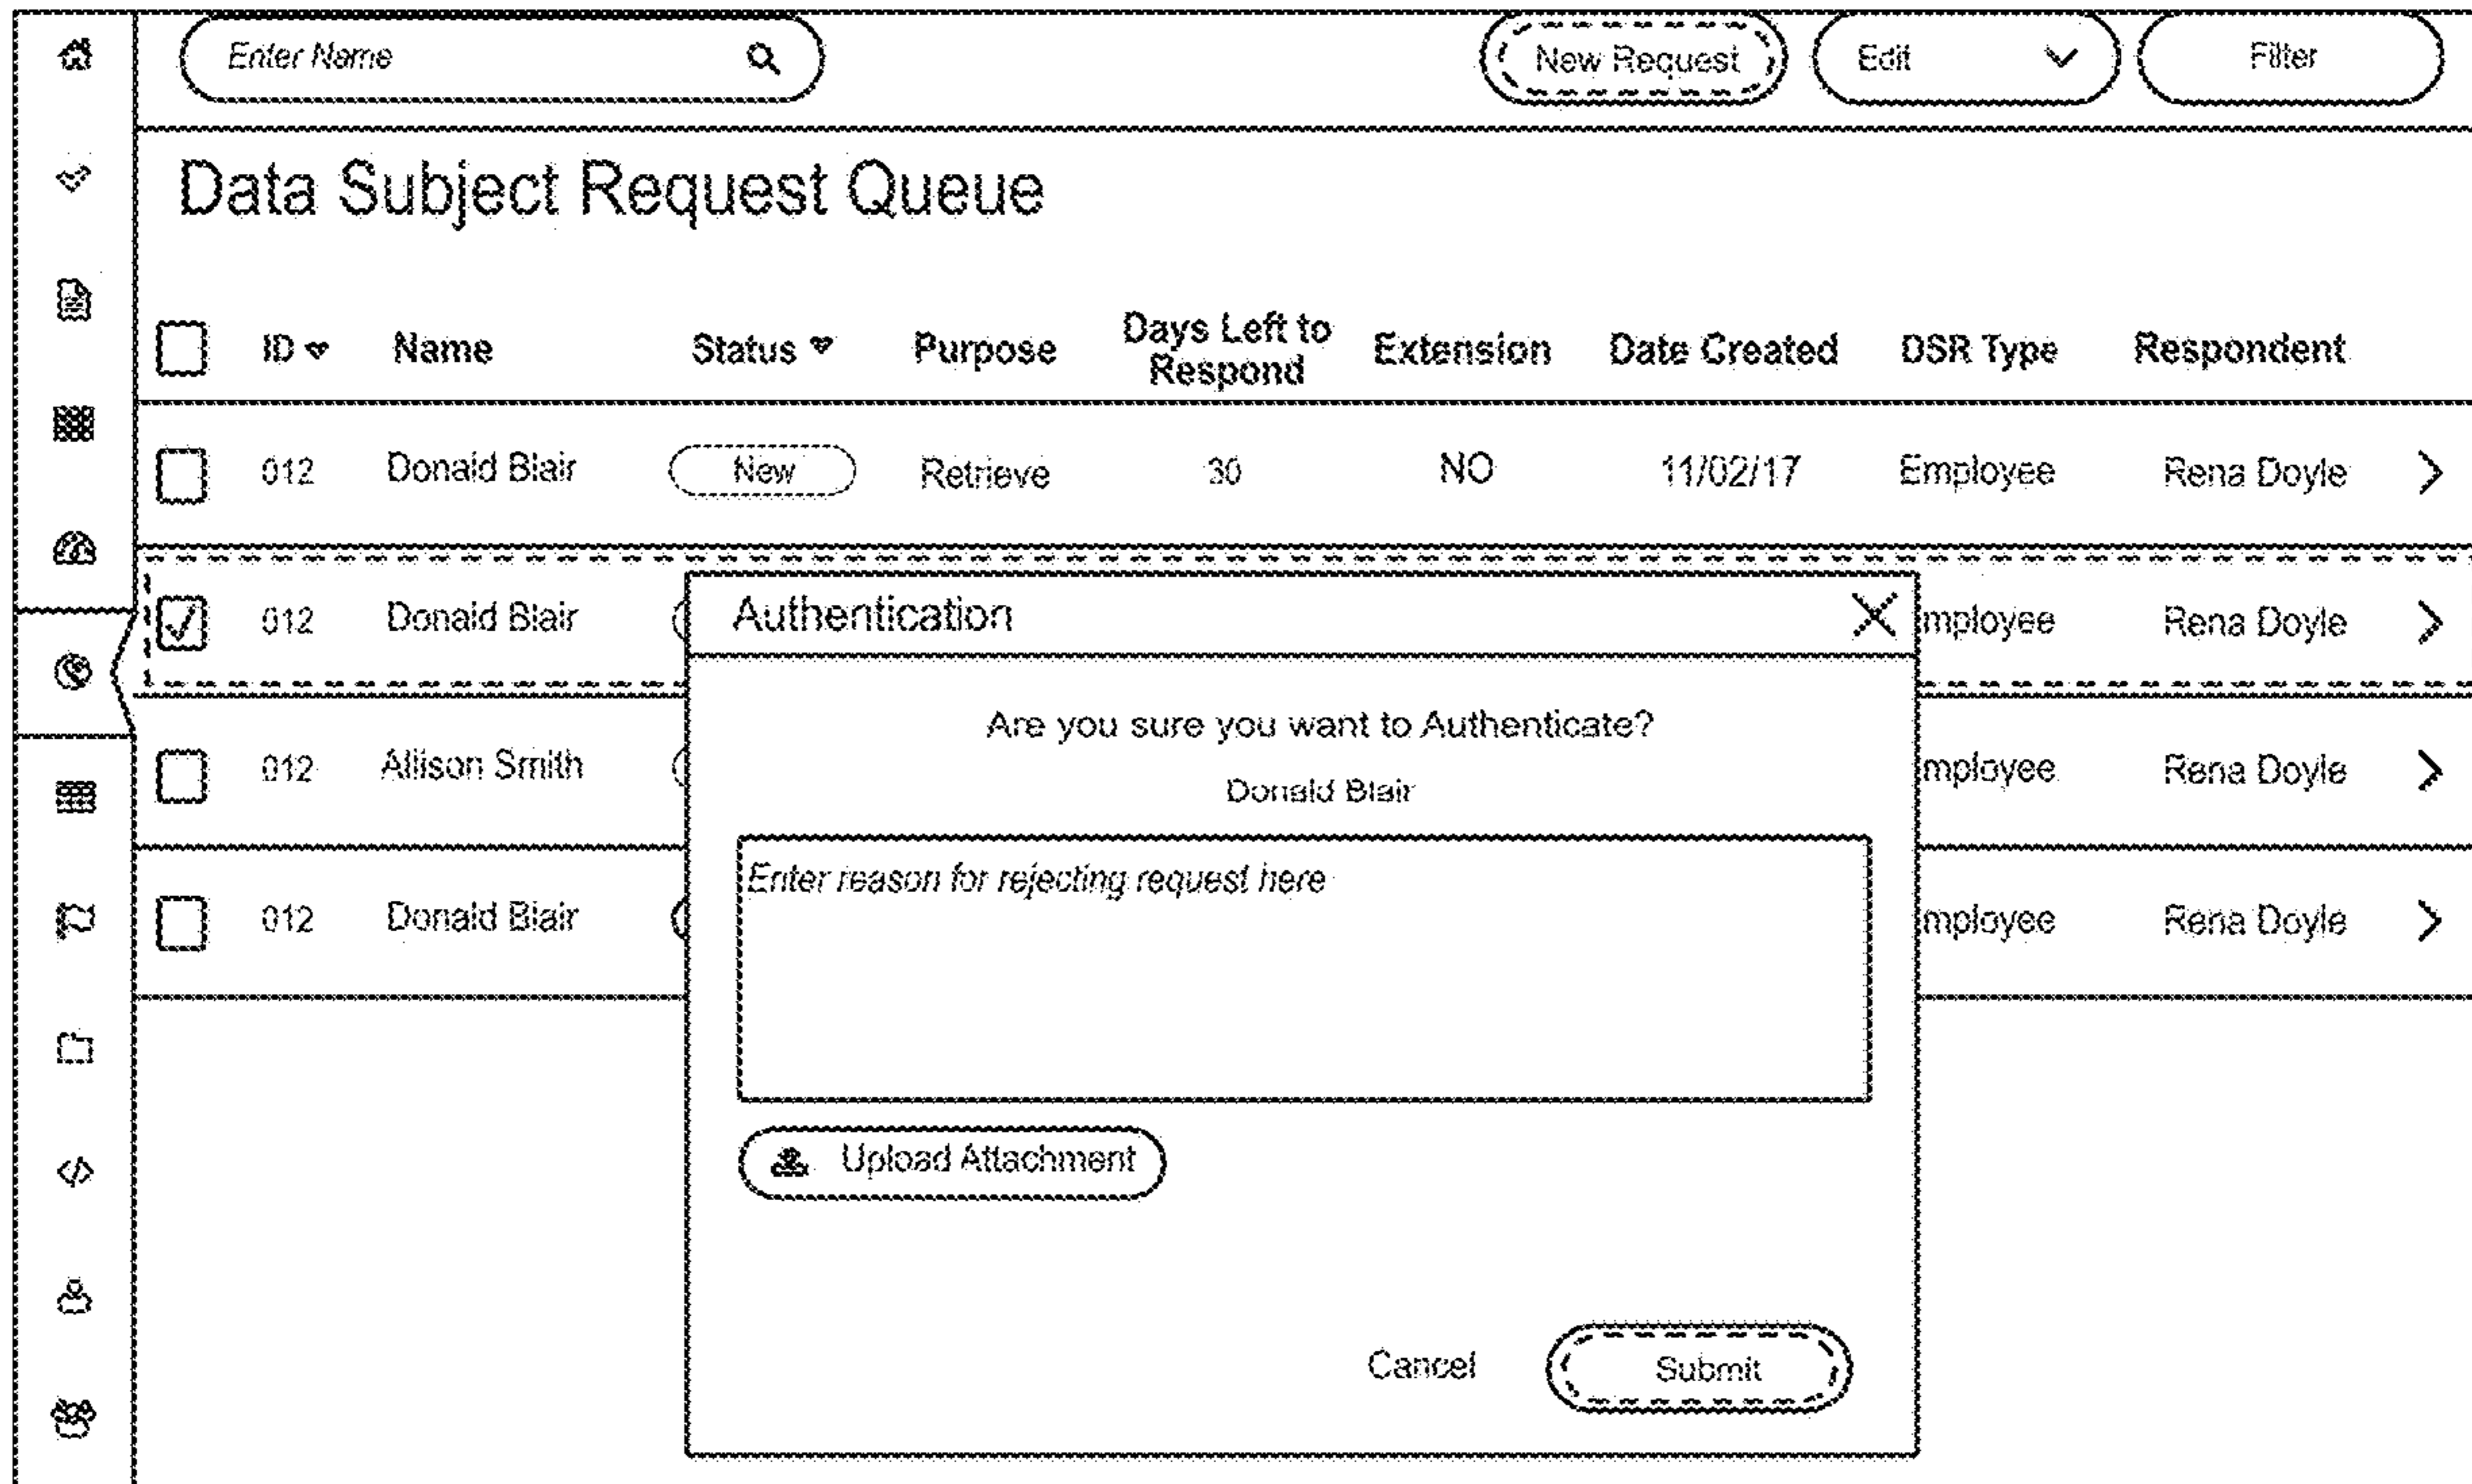 Enter Name New Request Edit Filter
Data Subject Request Queue
ID Name Status Purpose Days Left to Respond Extension Date Created DSR Type Respondent
012 Donald Blair New Retrieve 30 NO 11/02/17 Employee Rena Doyle
012 Donald Blair mployee Rena Doyle
Authentication
Are you sure you want to Authenticate?
Donald Blair
012 Allison Smith mployee Rena Doyle
Enter reason for rejecting request here
012 Donald Blair mployee Rena Doyle
Upload Attachment
Cancel Submit